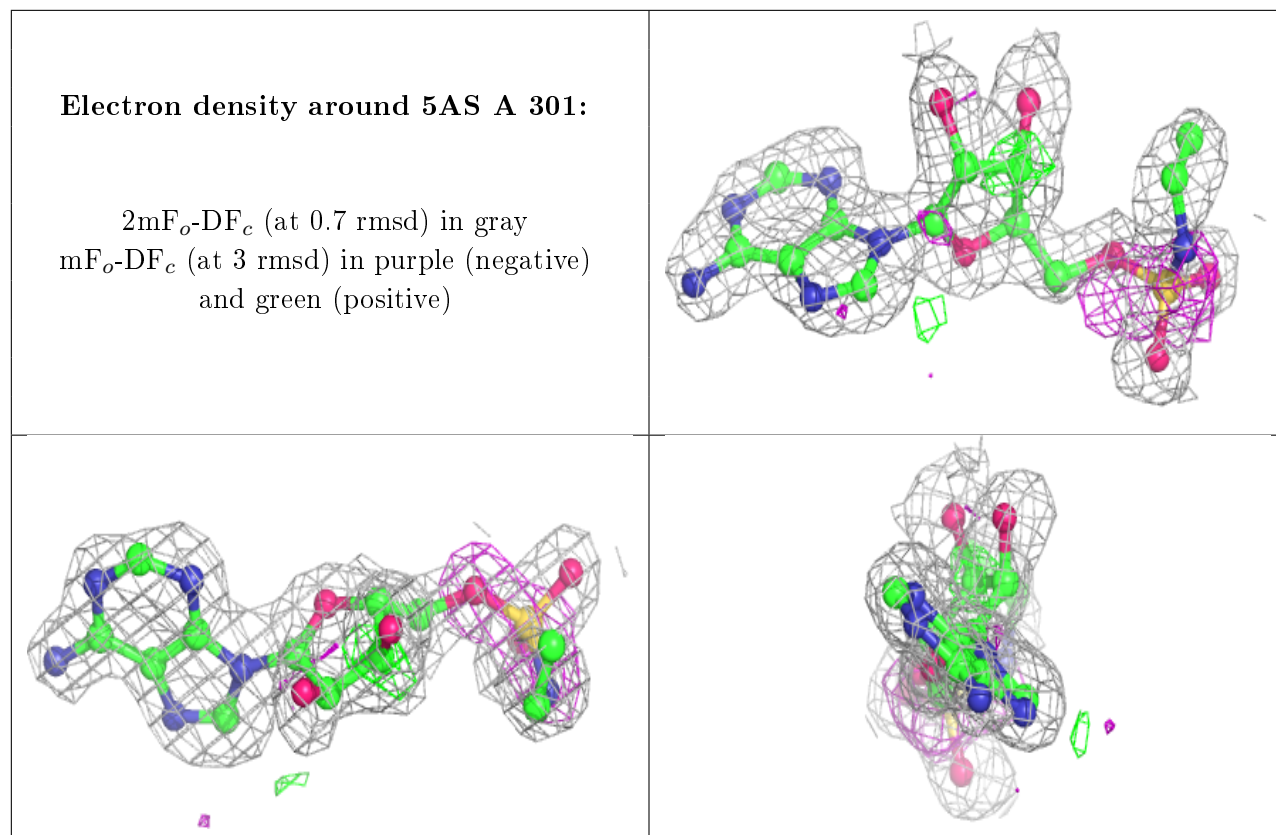 Electron density around 5AS A 301:
2mFo-DFc (at 0.7 rmsd) in gray
mFo-DFc (at 3 rmsd) in purple (negative)
and green (positive)